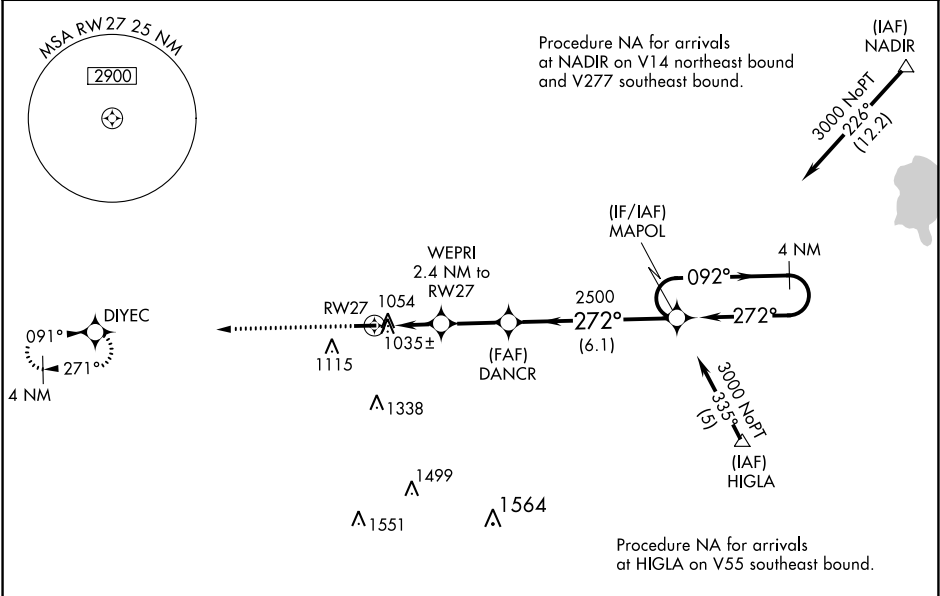 MSA RW27 25 NM
2900
Procedure NA for arrivals
at NADIR on V14 northeast bound
and V277 southeast bound.
(IAF)
NADIR
3000 NoPT
226°
(12.2)
(IF/IAF)
MAPOL
4 NM
092°
272°
WEPRI
2.4 NM to
RW27
2500
272°
(6.1)
RW27
1054
1035±
1115
(FAF)
DANCR
DIYEC
091°
271°
4 NM
1338
3000 NoPT
335°
(5)
(IAF)
HIGLA
1499
1551
1564
Procedure NA for arrivals
at HIGLA on V55 southeast bound.